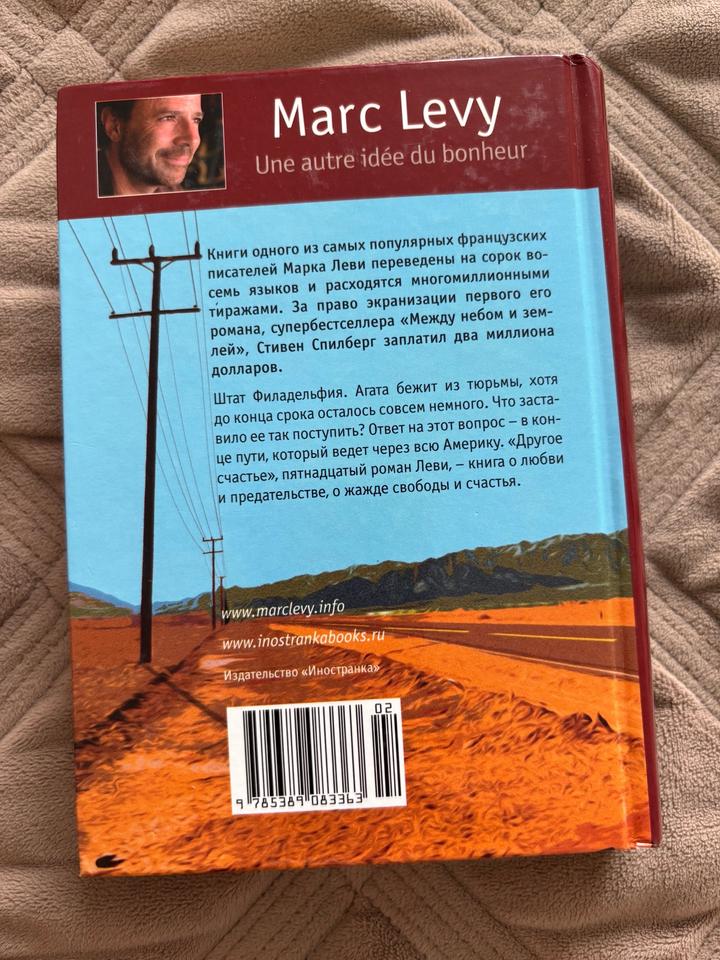 Marc Levy
Une autre idée du bonheur
Книги одного из самых популярных французских
писателей Марка Леви переведены на сорок во-
семь языков и расходятся многомиллионными
тиражами. За право экранизации первого его
романа, супербестселлера «Между небом и зем-
лей», Стивен Спилберг заплатил два миллиона
долларов.
Штат Филадельфия. Агата бежит из тюрьмы, хотя
до конца срока осталось совсем немного. Что заста-
вило ее так поступить? Ответ на этот вопрос – в кон-
це пути, который ведет через всю Америку. «Другое
счастье», пятнадцатый роман Леви, – книга о любви
и предательстве, о жажде свободы и счастья.
www.marclevy.info
www.inostrankabooks.ru
Издательство «Иностранка»
02
9 785389 083363